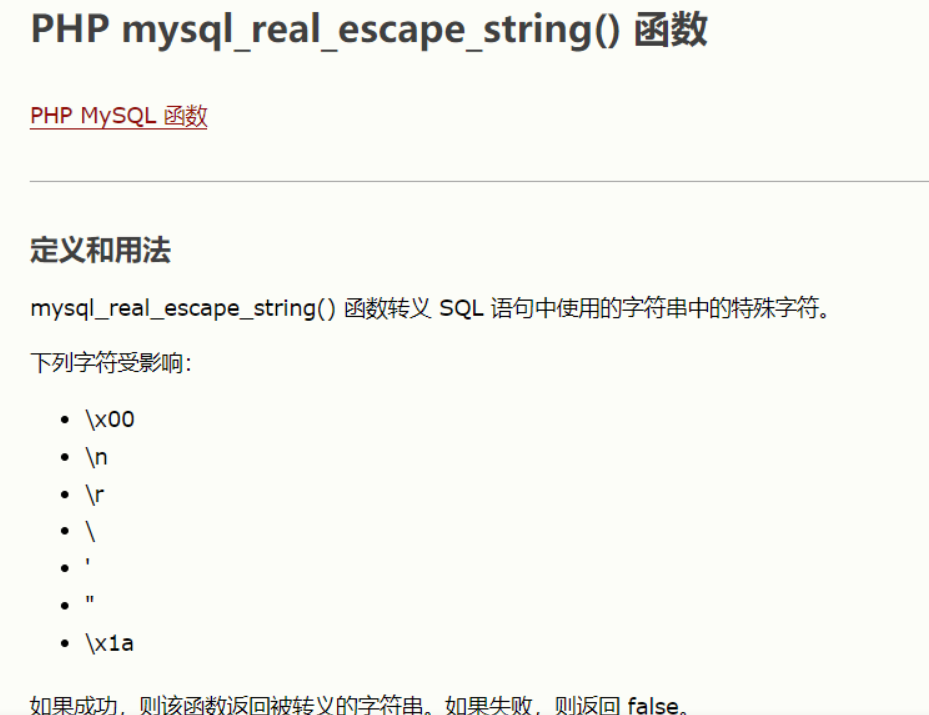 PHP mysql_real_escape_string() 函数
PHP MySQL 函数
定义和用法
mysql_real_escape_string() 函数转义 SQL 语句中使用的字符串中的特殊字符。
下列字符受影响：
• \x00
• \n
• \r
• \
• '
• "
• \x1a
如果成功，则该函数返回被转义的字符串。如果失败，则返回 false。